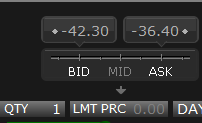 -42.30 -36.40
BID MID ASK
QTY 1 LMT PRC 0.00 DAY